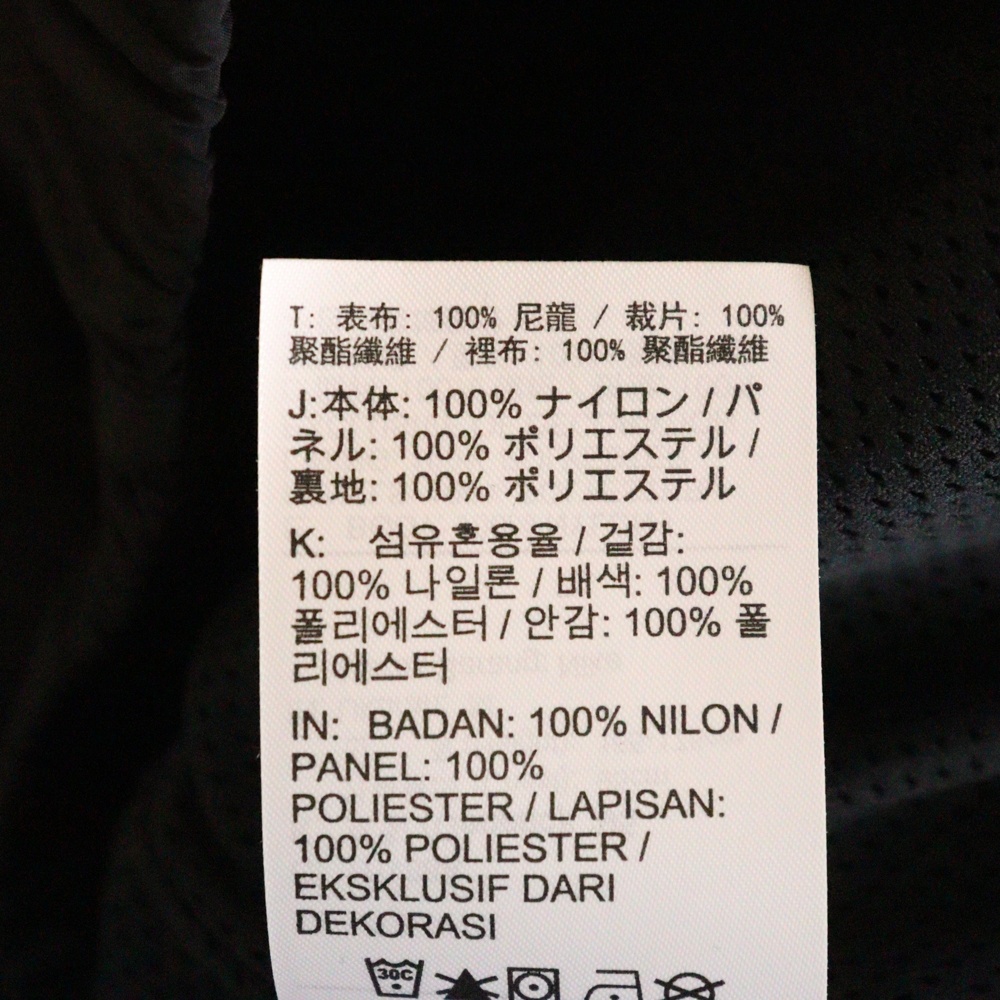 T: 表布: 100% 尼龍 / 裁片: 100%
聚酯纖維 / 裡布: 100% 聚酯纖維
J:本体: 100% ナイロン / パ
ネル: 100% ポリエステル /
裏地: 100% ポリエステル
K: 섬유혼용율 / 겉감:
100% 나일론 / 배색: 100%
폴리에스터 / 안감: 100% 폴
리에스터
IN: BADAN: 100% NILON /
PANEL: 100%
POLIESTER / LAPISAN:
100% POLIESTER /
EKSKLUSIF DARI
DEKORASI
30C